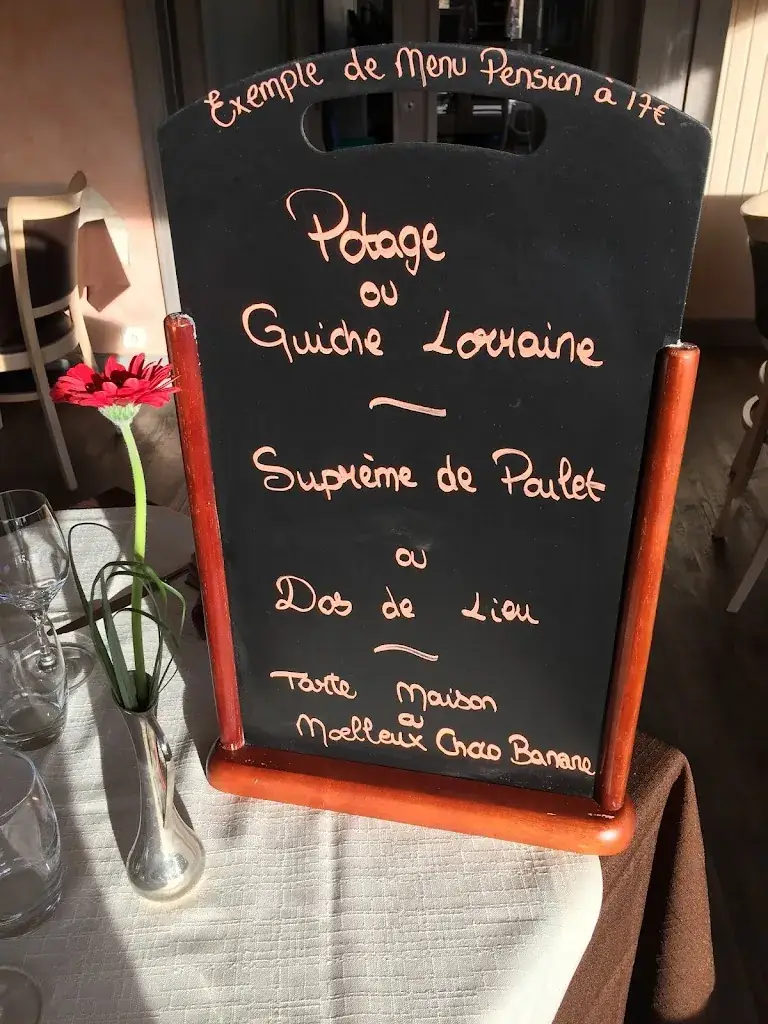 Exemple de Menu Pension à 17€
Potage
ou
Quiche Lorraine
Suprème de Poulet
ou
Dos de Lieu
Tarte Maison
ou
Moelleux Choco Banane